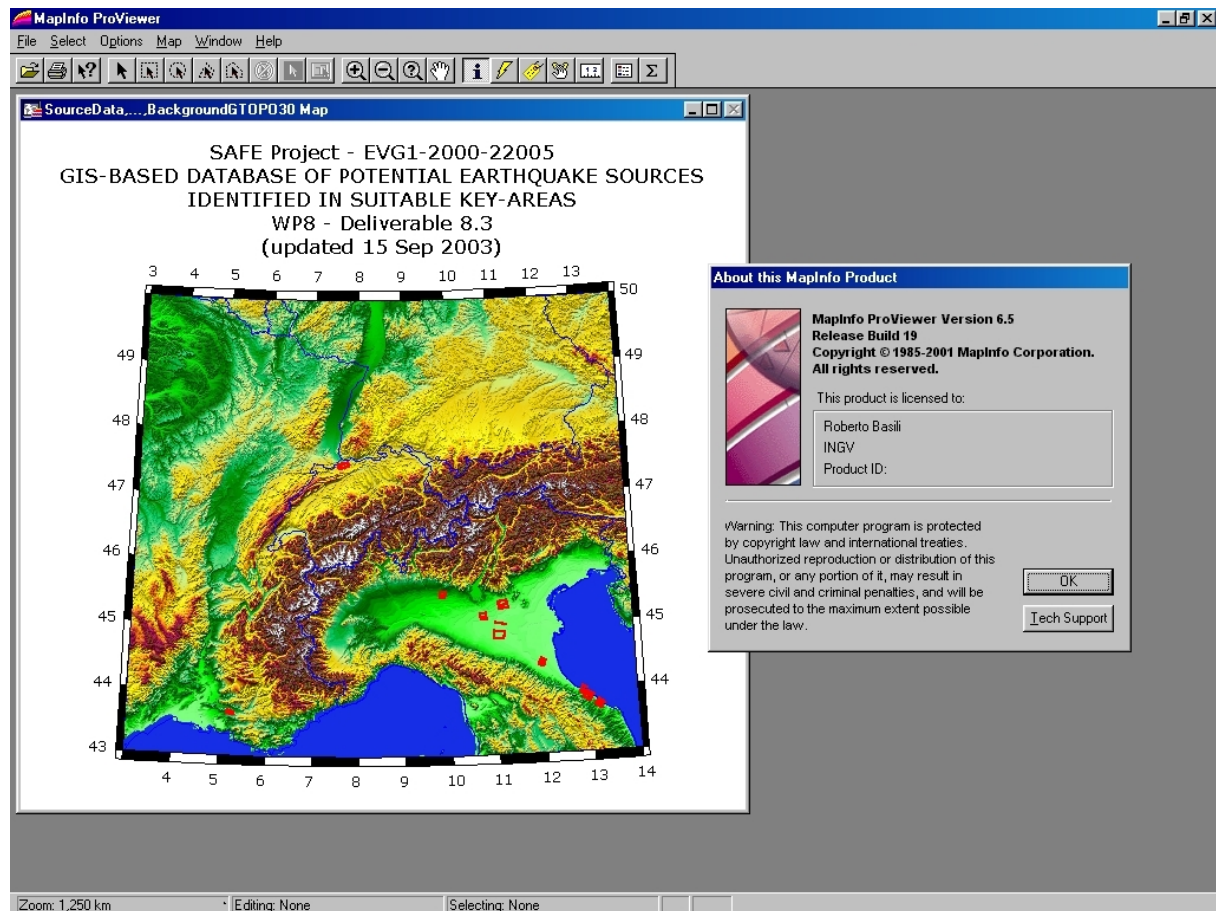 MapInfo ProViewer
File Select Options Map Window Help
SourceData,...,BackgroundGTOPO30 Map
SAFE Project - EVG1-2000-22005
GIS-BASED DATABASE OF POTENTIAL EARTHQUAKE SOURCES
IDENTIFIED IN SUITABLE KEY-AREAS
WP8 - Deliverable 8.3
(updated 15 Sep 2003)
3 4 5 6 7 8 9 10 11 12 13
50
49 49
48 48
47 47
46 46
45 45
44 44
43
4 5 6 7 8 9 10 11 12 13 14
About this MapInfo Product
MapInfo ProViewer Version 6.5
Release Build 19
Copyright © 1985-2001 MapInfo Corporation.
All rights reserved.
This product is licensed to:
Roberto Basili
INGV
Product ID:
Warning: This computer program is protected
by copyright law and international treaties.
Unauthorized reproduction or distribution of this
program, or any portion of it, may result in
severe civil and criminal penalties, and will be
prosecuted to the maximum extent possible
under the law.
OK
Tech Support
Zoom: 1,250 km Editing: None Selecting: None